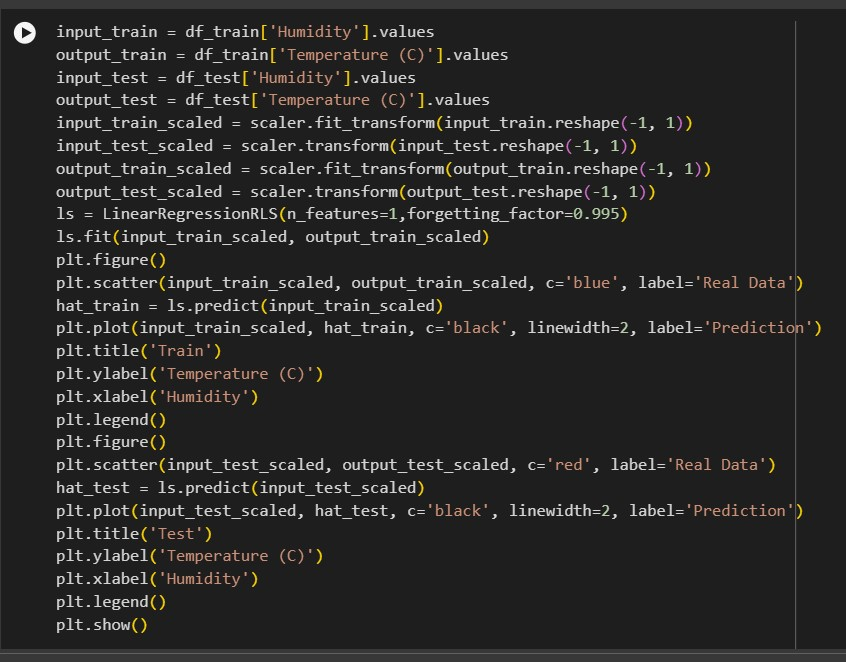 input_train = df_train['Humidity'].values
output_train = df_train['Temperature (C)'].values
input_test = df_test['Humidity'].values
output_test = df_test['Temperature (C)'].values
input_train_scaled = scaler.fit_transform(input_train.reshape(-1, 1))
input_test_scaled = scaler.transform(input_test.reshape(-1, 1))
output_train_scaled = scaler.fit_transform(output_train.reshape(-1, 1))
output_test_scaled = scaler.transform(output_test.reshape(-1, 1))
ls = LinearRegressionRLS(n_features=1,forgetting_factor=0.995)
ls.fit(input_train_scaled, output_train_scaled)
plt.figure()
plt.scatter(input_train_scaled, output_train_scaled, c='blue', label='Real Data')
hat_train = ls.predict(input_train_scaled)
plt.plot(input_train_scaled, hat_train, c='black', linewidth=2, label='Prediction')
plt.title('Train')
plt.ylabel('Temperature (C)')
plt.xlabel('Humidity')
plt.legend()
plt.figure()
plt.scatter(input_test_scaled, output_test_scaled, c='red', label='Real Data')
hat_test = ls.predict(input_test_scaled)
plt.plot(input_test_scaled, hat_test, c='black', linewidth=2, label='Prediction')
plt.title('Test')
plt.ylabel('Temperature (C)')
plt.xlabel('Humidity')
plt.legend()
plt.show()